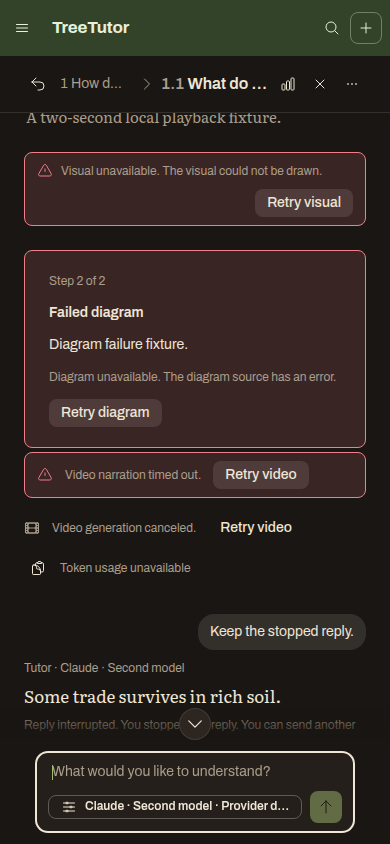 TreeTutor
1 How d...
1.1 What do ...
A two-second local playback fixture.
Visual unavailable. The visual could not be drawn.
Retry visual
Step 2 of 2
Failed diagram
Diagram failure fixture.
Diagram unavailable. The diagram source has an error.
Retry diagram
Video narration timed out. Retry video
Video generation canceled. Retry video
Token usage unavailable
Keep the stopped reply.
Tutor · Claude · Second model
Some trade survives in rich soil.
Reply interrupted. You stoppe reply. You can send another
What would you like to understand?
Claude · Second model · Provider d...